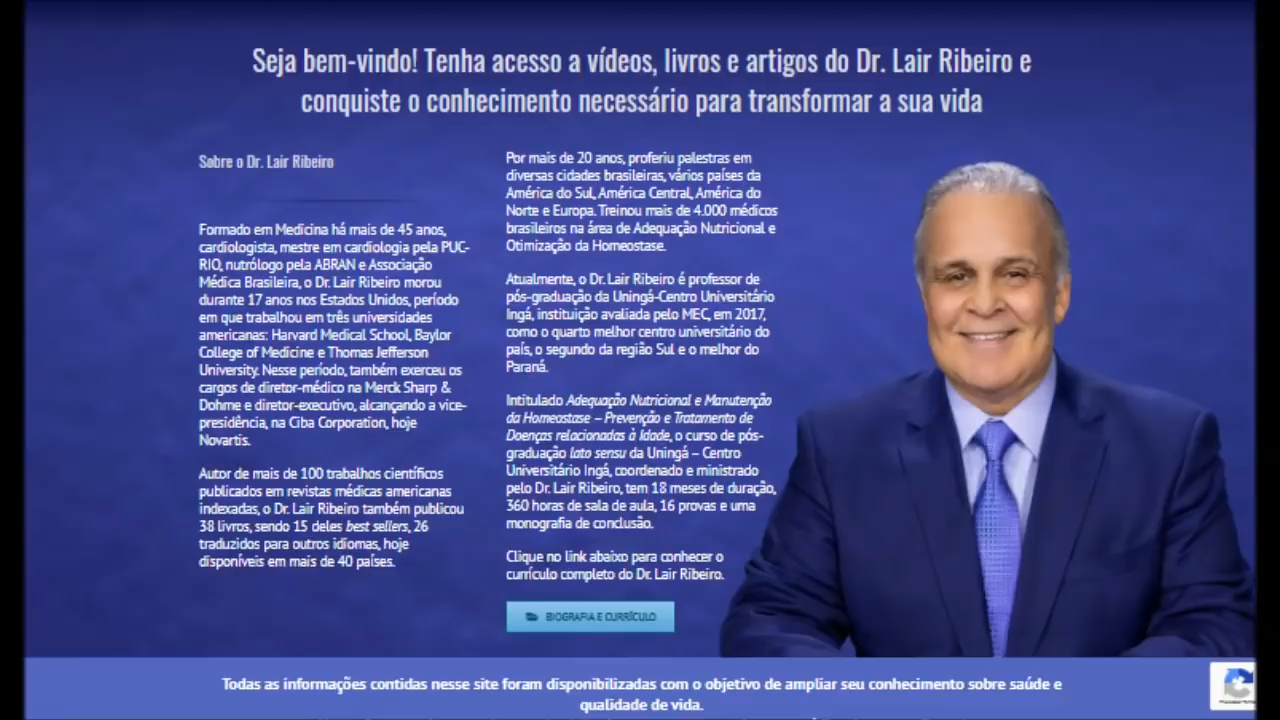 Seja bem-vindo! Tenha acesso a vídeos, livros e artigos do Dr. Lair Ribeiro e
conquiste o conhecimento necessário para transformar a sua vida
Sobre o Dr. Lair Ribeiro
Formado em Medicina há mais de 45 anos,
cardiologista, mestre em cardiologia pela PUC-
RIO, nutrólogo pela ABRAN e Associação
Médica Brasileira, o Dr. Lair Ribeiro morou
durante 17 anos nos Estados Unidos, período
em que trabalhou em três universidades
americanas: Harvard Medical School, Baylor
College of Medicine e Thomas Jefferson
University. Nesse período, também exerceu os
cargos de diretor-médico na Merck Sharp &
Dohme e diretor-executivo, alcançando a vice-
presidência, na Ciba Corporation, hoje
Novartis.
Autor de mais de 100 trabalhos científicos
publicados em revistas médicas americanas
indexadas, o Dr. Lair Ribeiro também publicou
38 livros, sendo 15 deles best sellers, 26
traduzidos para outros idiomas, hoje
disponíveis em mais de 40 países.
Por mais de 20 anos, proferiu palestras em
diversas cidades brasileiras, vários países da
América do Sul, América Central, América do
Norte e Europa. Treinou mais de 4.000 médicos
brasileiros na área de Adequação Nutricional e
Otimização da Homeostase.
Atualmente, o Dr. Lair Ribeiro é professor de
pós-graduação da Uningá-Centro Universitário
Ingá, instituição avaliada pelo MEC, em 2017,
como o quarto melhor centro universitário do
país, o segundo da região Sul e o melhor do
Paraná.
Intitulado Adequação Nutricional e Manutenção
da Homeostase – Prevenção e Tratamento de
Doenças relacionadas à Idade, o curso de pós-
graduação lato sensu da Uningá – Centro
Universitário Ingá, coordenado e ministrado
pelo Dr. Lair Ribeiro, tem 18 meses de duração,
360 horas de sala de aula, 16 provas e uma
monografia de conclusão.
Clique no link abaixo para conhecer o
currículo completo do Dr. Lair Ribeiro.
BIOGRAFIA E CURRÍCULO
Todas as informações contidas nesse site foram disponibilizadas com o objetivo de ampliar seu conhecimento sobre saúde e
qualidade de vida.